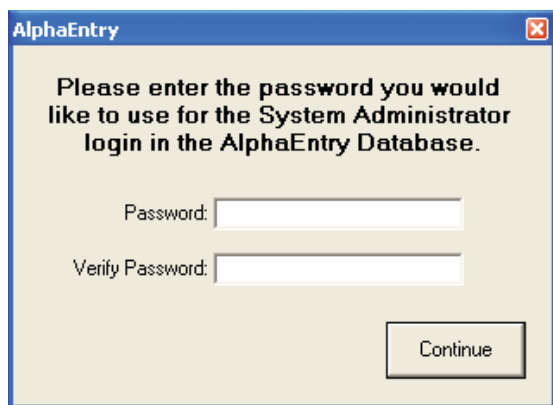 AlphaEntry
Please enter the password you would
like to use for the System Administrator
login in the AlphaEntry Database.
Password:
Verify Password:
Continue